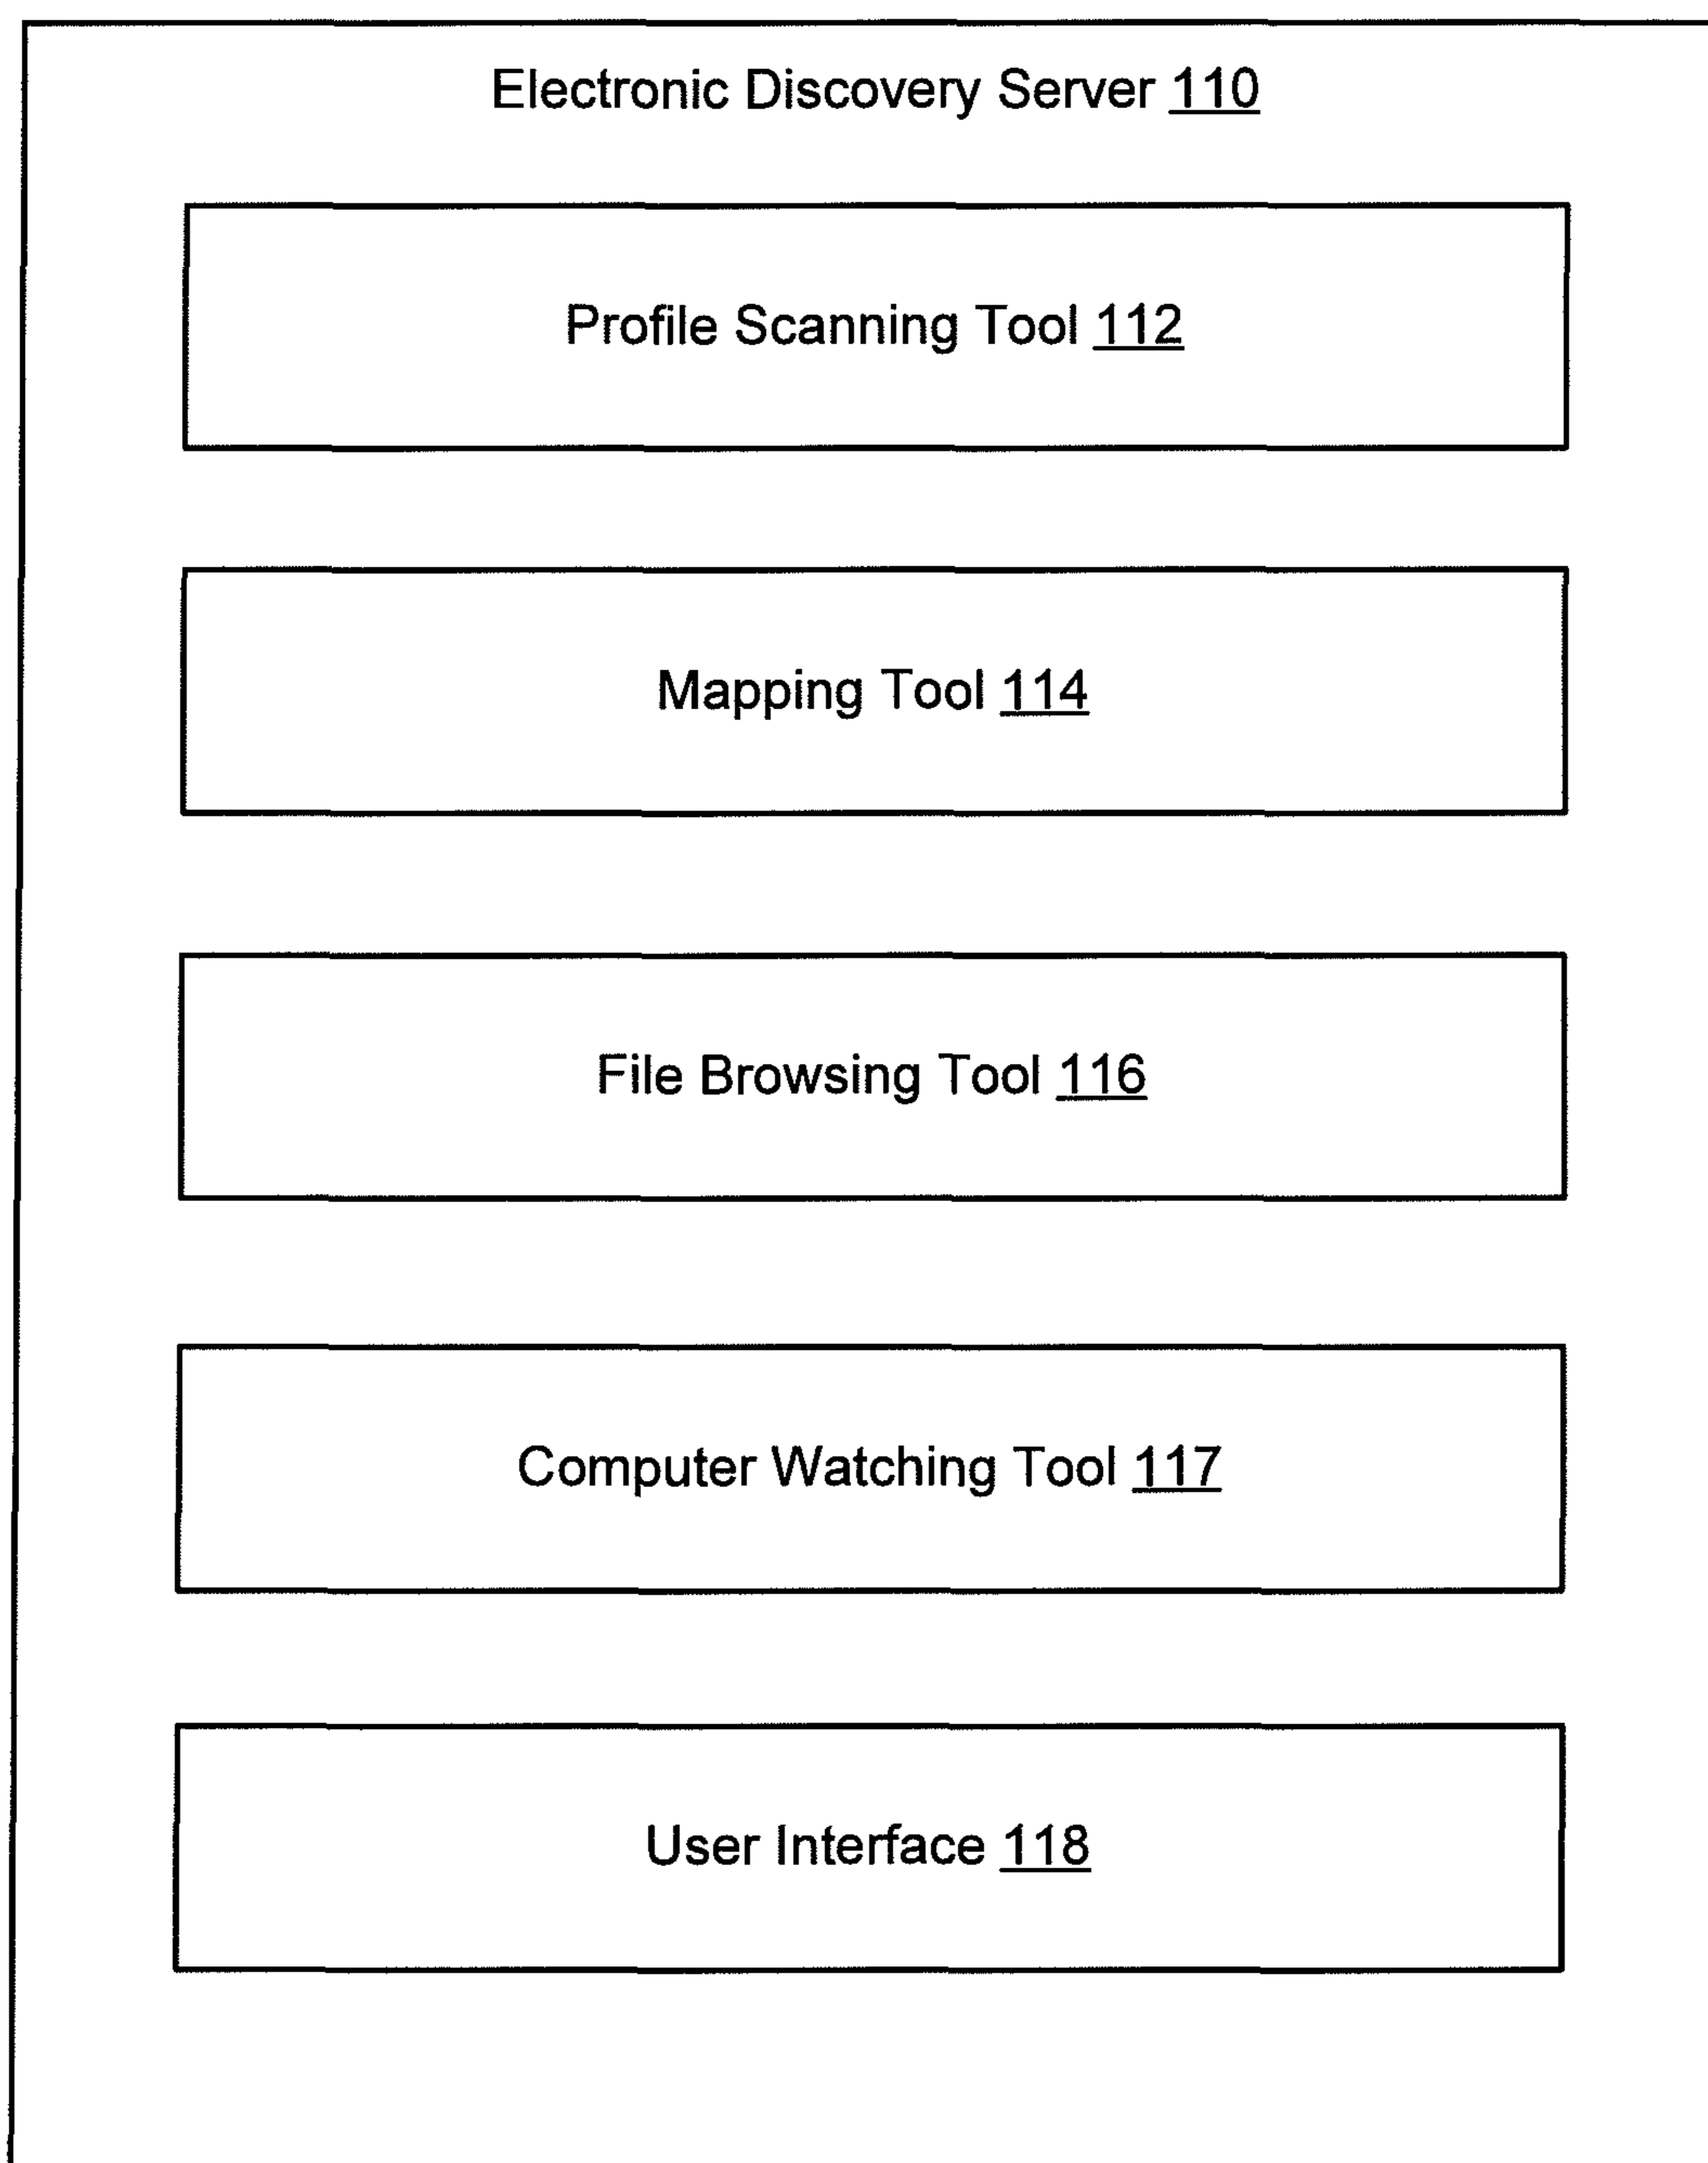 Electronic Discovery Server 110
Profile Scanning Tool 112
Mapping Tool 114
File Browsing Tool 116
Computer Watching Tool 117
User Interface 118